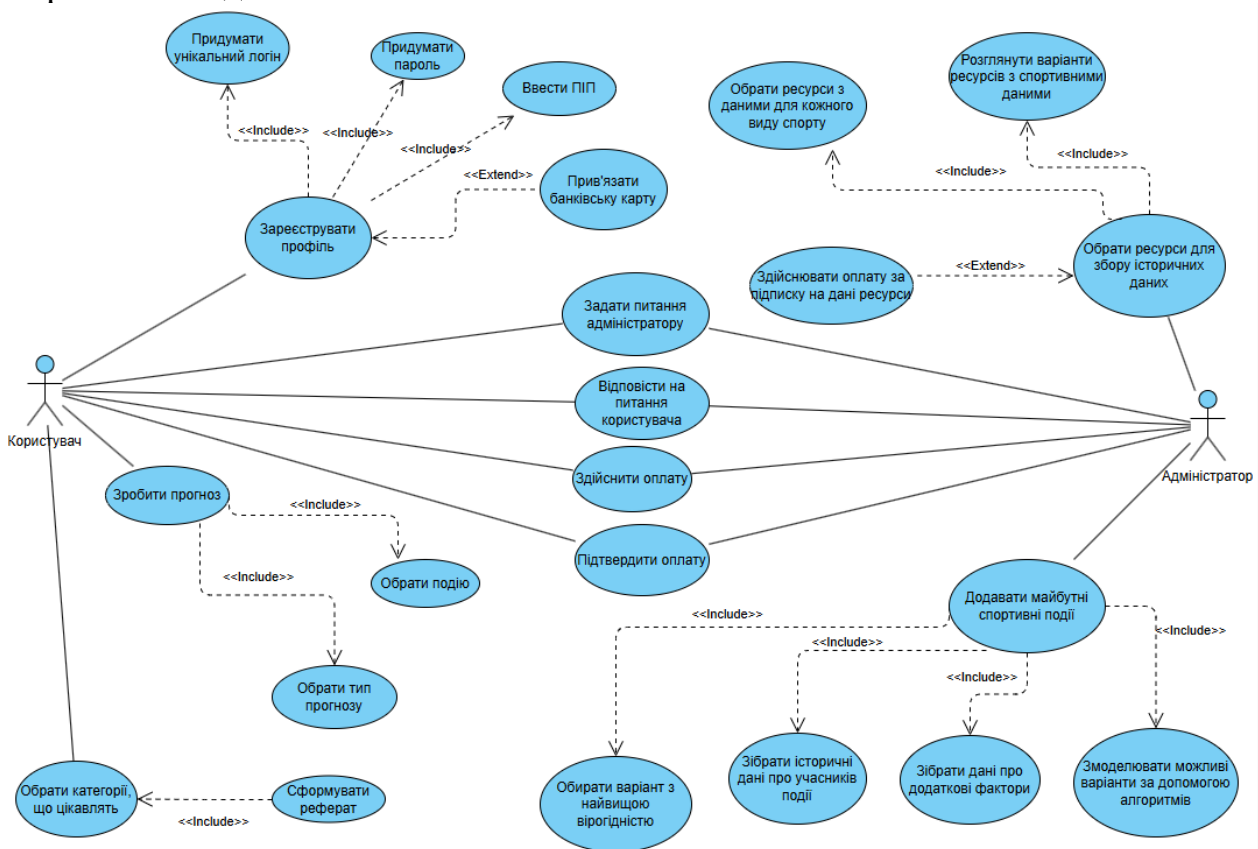 Придумати
унікальний логін
Придумати
пароль
Ввести ПІП
Обрати ресурси з
даними для кожного
виду спорту
Розглянути варіанти
ресурсів з спортивними
даними
<<Include>>
<<Include>>
<<Include>>
<<Include>>
<<Include>>
<<Extend>>
Прив'язати
банківську карту
Зареєструвати
профіль
Обрати ресурси для
збору історичних
даних
Здійснювати оплату за
підписку на дані ресурси
<<Extend>>
Задати питання
адміністратору
Відповісти на
питання
користувача
Користувач
Адміністратор
Здійснити оплату
Зробити прогноз
<<Include>>
Підтвердити оплату
<<Include>>
Обрати подію
Додавати майбутні
спортивні події
<<Include>>
<<Include>>
<<Include>>
<<Include>>
Обрати тип
прогнозу
Обрати категорії,
що цікавлять
Сформувати
реферат
<<Include>>
Обирати варіант з
найвищою
вірогідністю
Зібрати історичні
дані про учасників
події
Зібрати дані про
додаткові фактори
Змоделювати можливі
варіанти за допомогою
алгоритмів